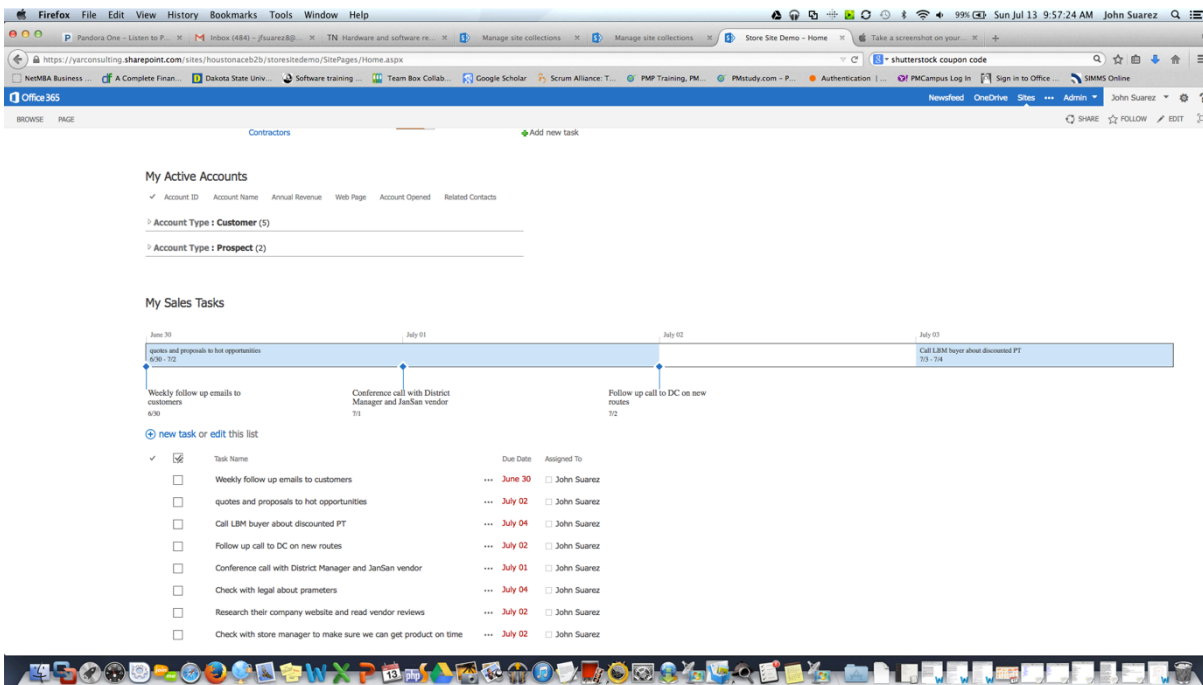 Firefox File Edit View History Bookmarks Tools Window Help 99% Sun Jul 13 9:57:24 AM John Suarez
Pandora One – Listen to P... Inbox (484) – jfsuarez8@... TN Hardware and software re... Manage site collections Manage site collections Store Site Demo – Home Take a screenshot on your...
https://yarconsulting.sharepoint.com/sites/houstonaceb2b/storesitedemo/SitePages/Home.aspx shutterstock coupon code
NetMBA Business ... A Complete Finan... Dakota State Univ... Software training ... Team Box Collab... Google Scholar Scrum Alliance: T... PMP Training, PM... PMstudy.com – P... Authentication | ... PMCampus Log In Sign in to Office ... SIMMS Online
Office 365 Newsfeed OneDrive Sites ••• Admin John Suarez
BROWSE PAGE SHARE FOLLOW EDIT
Contractors Add new task
My Active Accounts
Account ID Account Name Annual Revenue Web Page Account Opened Related Contacts
Account Type : Customer (5)
Account Type : Prospect (2)
My Sales Tasks
June 30 July 01 July 02 July 03
quotes and proposals to hot opportunities Call LBM buyer about discounted PT
6/30 - 7/2 7/3 - 7/4
Weekly follow up emails to Conference call with District Follow up call to DC on new
customers Manager and JanSan vendor routes
6/30 7/1 7/2
new task or edit this list
Task Name Due Date Assigned To
Weekly follow up emails to customers ••• June 30 John Suarez
quotes and proposals to hot opportunities ••• July 02 John Suarez
Call LBM buyer about discounted PT ••• July 04 John Suarez
Follow up call to DC on new routes ••• July 02 John Suarez
Conference call with District Manager and JanSan vendor ••• July 01 John Suarez
Check with legal about prameters ••• July 04 John Suarez
Research their company website and read vendor reviews ••• July 02 John Suarez
Check with store manager to make sure we can get product on time ••• July 02 John Suarez